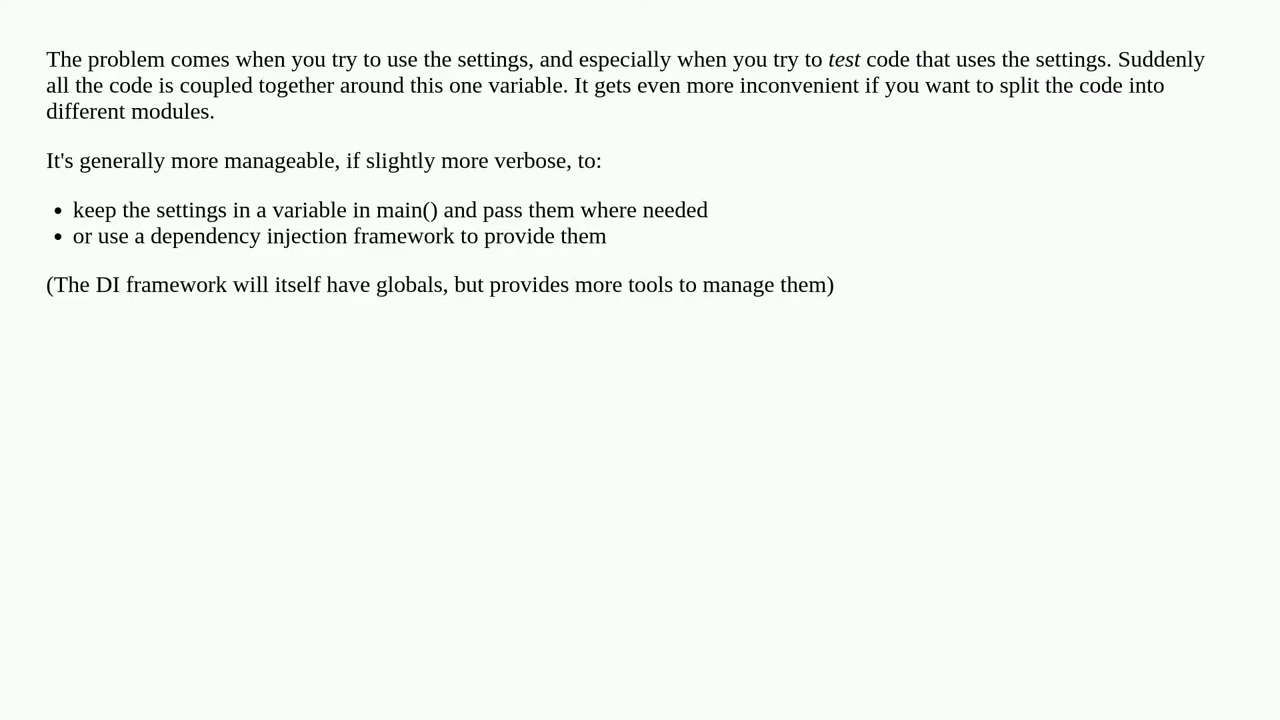 The problem comes when you try to use the settings, and especially when you try to test code that uses the settings. Suddenly
all the code is coupled together around this one variable. It gets even more inconvenient if you want to split the code into
different modules.
It's generally more manageable, if slightly more verbose, to:
• keep the settings in a variable in main() and pass them where needed
• or use a dependency injection framework to provide them
(The DI framework will itself have globals, but provides more tools to manage them)